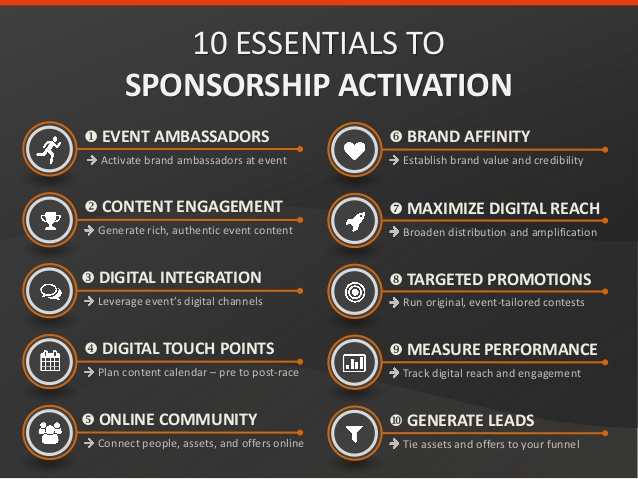 10 ESSENTIALS TO
SPONSORSHIP ACTIVATION
❶ EVENT AMBASSADORS
→ Activate brand ambassadors at event
❷ CONTENT ENGAGEMENT
→ Generate rich, authentic event content
❸ DIGITAL INTEGRATION
→ Leverage event’s digital channels
❹ DIGITAL TOUCH POINTS
→ Plan content calendar – pre to post-race
❺ ONLINE COMMUNITY
→ Connect people, assets, and offers online
❻ BRAND AFFINITY
→ Establish brand value and credibility
❼ MAXIMIZE DIGITAL REACH
→ Broaden distribution and amplification
❽ TARGETED PROMOTIONS
→ Run original, event-tailored contests
❾ MEASURE PERFORMANCE
→ Track digital reach and engagement
❿ GENERATE LEADS
→ Tie assets and offers to your funnel